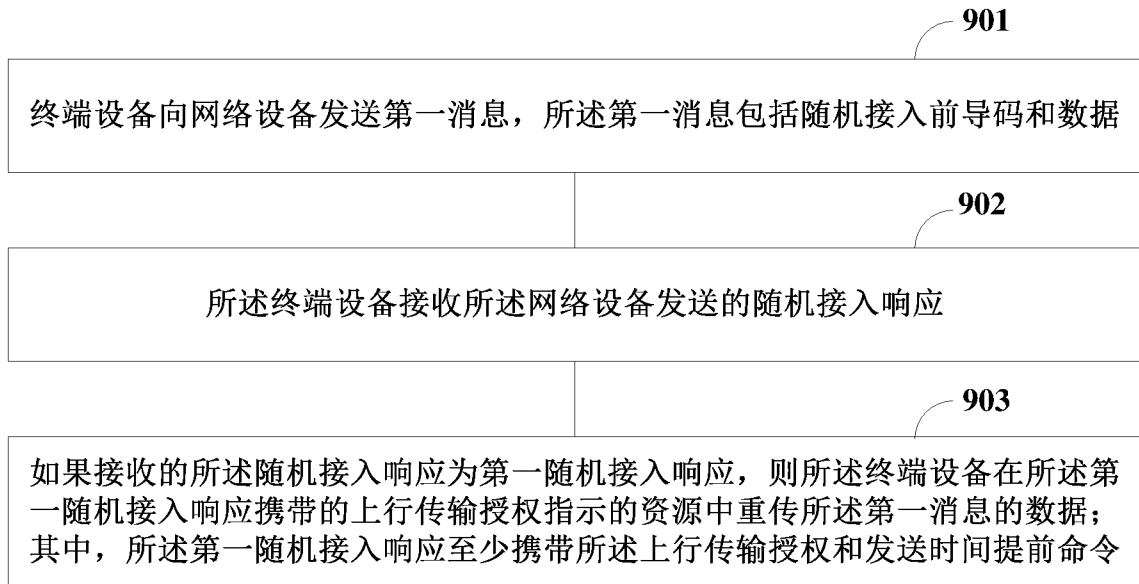 901
终端设备向网络设备发送第一消息，所述第一消息包括随机接入前导码和数据
902
所述终端设备接收所述网络设备发送的随机接入响应
903
如果接收的所述随机接入响应为第一随机接入响应，则所述终端设备在所述第
一随机接入响应携带的上行传输授权指示的资源中重传所述第一消息的数据；
其中，所述第一随机接入响应至少携带所述上行传输授权和发送时间提前命令